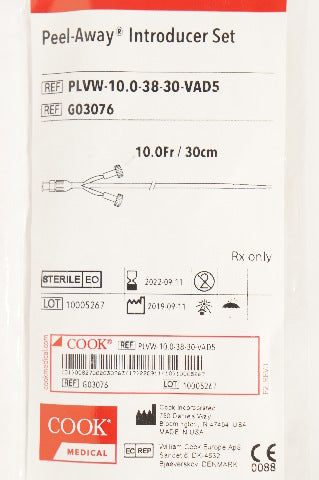 COOK
Peel-Away® Introducer Set
REF PLVW-10.0-38-30-VAD5
REF G03076
10.0Fr / 30cm
Rx only
STERILE EO 2022-09-11
LOT 10005267 2019-09-11
COOK® REF PLVW-10.0-38-30-VAD5
REF G03076 LOT 10005267
cookmedical.com
COOK®
MEDICAL
Cook Incorporated
750 Daniels Way
Bloomington, IN 47404 USA
MADE IN USA
EC REP William Cook Europe ApS
Sandet 6, DK-4632
Bjaeverskov, DENMARK
CE
0088